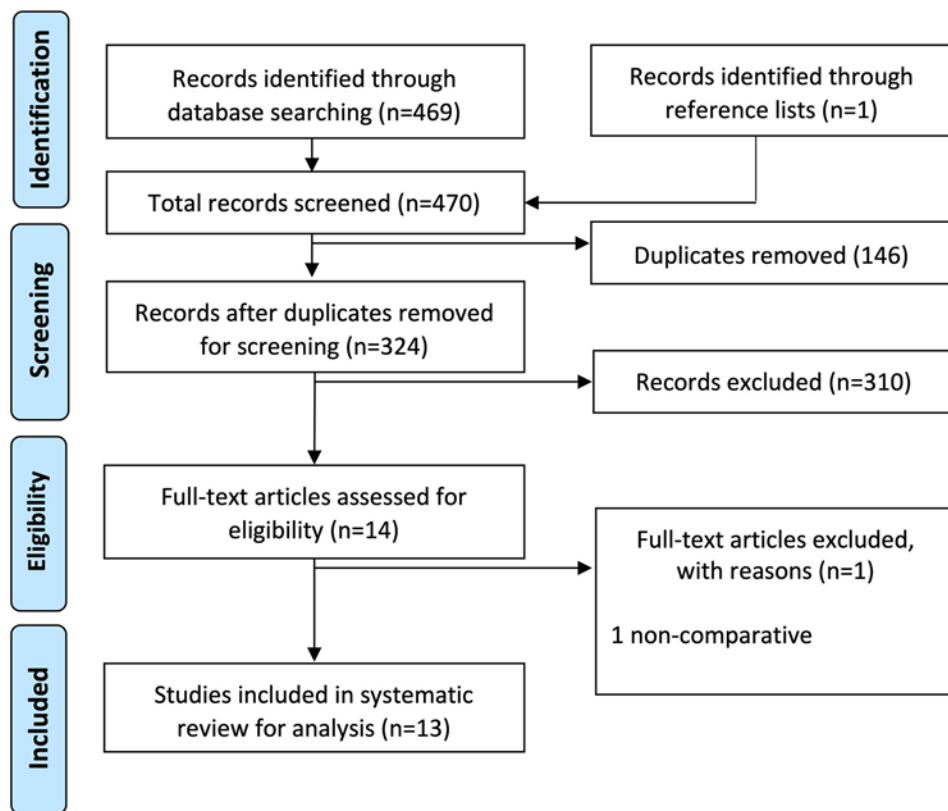 Identification
Records identified through
database searching (n=469)
Records identified through
reference lists (n=1)
Total records screened (n=470)
Screening
Duplicates removed (146)
Records after duplicates removed
for screening (n=324)
Records excluded (n=310)
Eligibility
Full-text articles assessed for
eligibility (n=14)
Full-text articles excluded,
with reasons (n=1)
1 non-comparative
Included
Studies included in systematic
review for analysis (n=13)